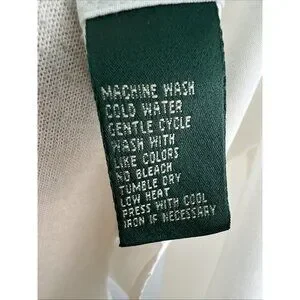 MACHINE WASH
COLD WATER
GENTLE CYCLE
WASH WITH
LIKE COLORS
NO BLEACH
TUMBLE DRY
LOW HEAT
PRESS WITH COOL
IRON IF NECESSARY